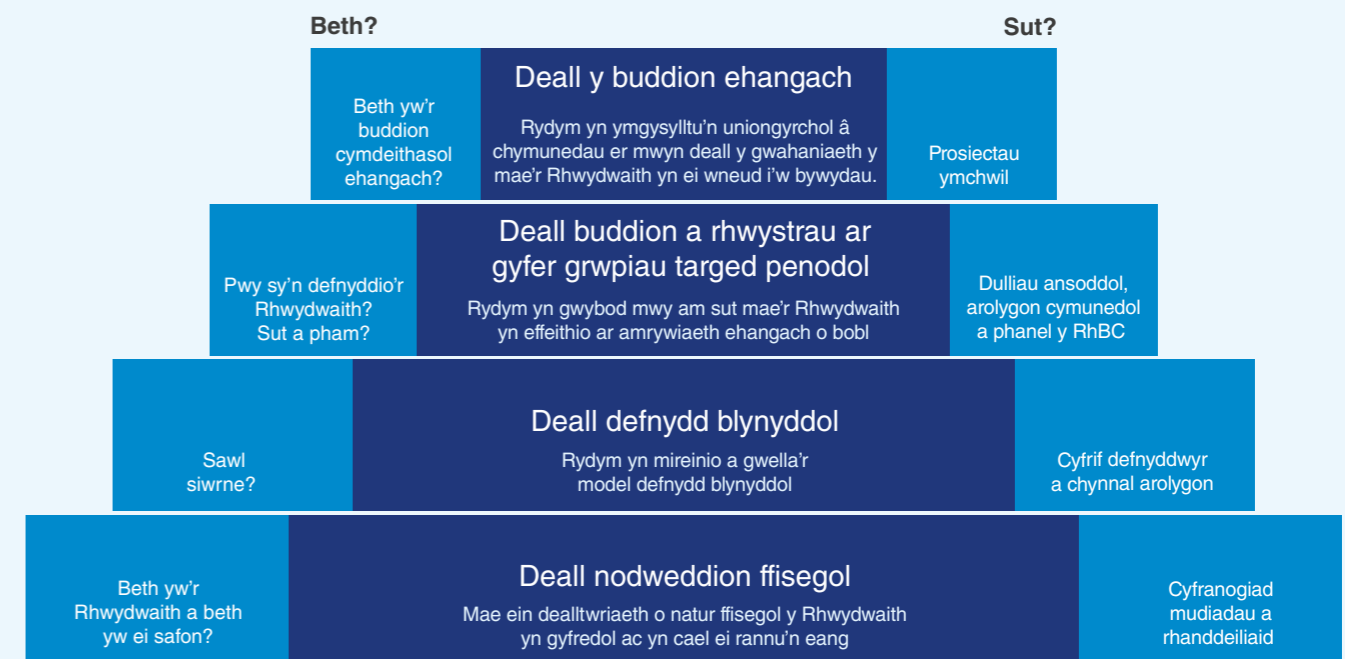 Beth?
Sut?
Beth yw'r
buddion
cymdeithasol
ehangach?
Deall y buddion ehangach
Rydym yn ymgysylltu'n uniongyrchol â
chymunedau er mwyn deall y gwahaniaeth y
mae'r Rhwydwaith yn ei wneud i'w bywydau.
Prosiectau
ymchwil
Pwy sy'n defnyddio'r
Rhwydwaith?
Sut a pham?
Deall buddion a rhwystrau ar
gyfer grwpiau targed penodol
Rydym yn gwybod mwy am sut mae'r Rhwydwaith
yn effeithio ar amrywiaeth ehangach o bobl
Dulliau ansoddol,
arolygon cymunedol
a phanel y RhBC
Sawl
siwrne?
Deall defnydd blynyddol
Rydym yn mireinio a gwella'r
model defnydd blynyddol
Cyfrif defnyddwyr
a chynnal arolygon
Beth yw'r
Rhwydwaith a beth
yw ei safon?
Deall nodweddion ffisegol
Mae ein dealltwriaeth o natur ffisegol y Rhwydwaith
yn gyfredol ac yn cael ei rannu'n eang
Cyfranogiad
mudiadau a
rhanddeiliaid